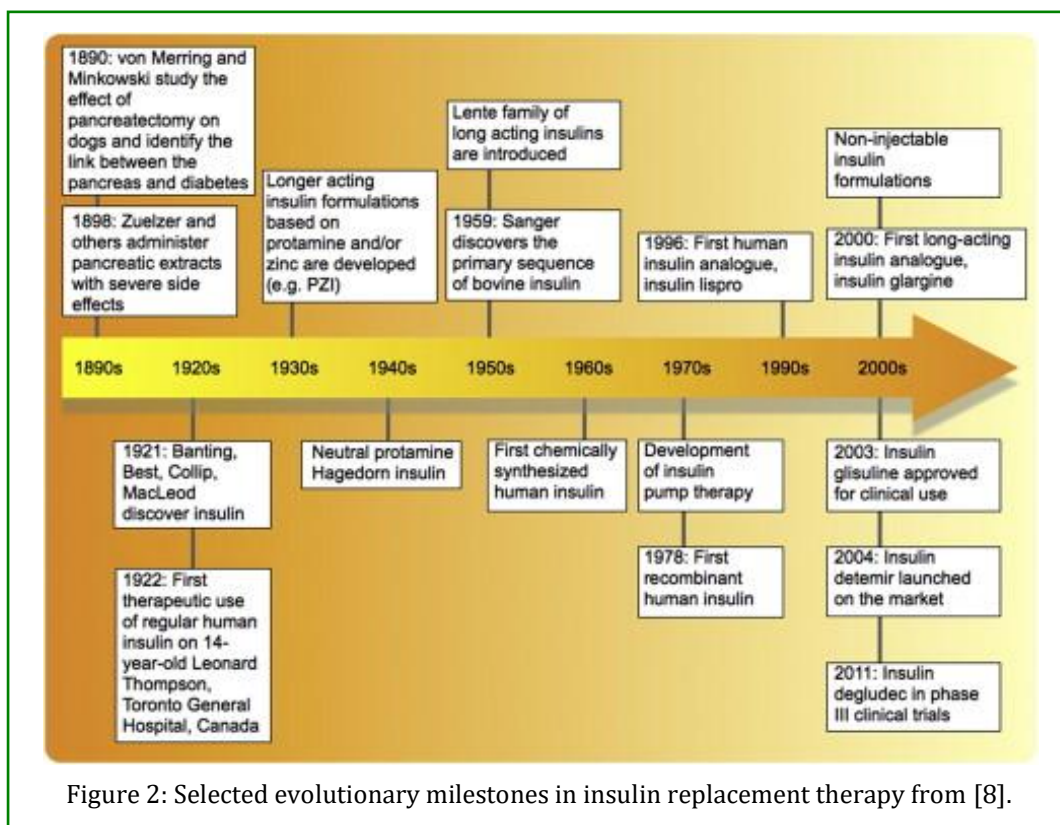 1890: von Merring and
Minkowski study the
effect of
pancreatectomy on
dogs and identify the
link between the
pancreas and diabetes
1898: Zuelzer and
others administer
pancreatic extracts
with severe side
effects
Longer acting
insulin formulations
based on
protamine and/or
zinc are developed
(e.g. PZI)
Lente family of
long acting insulins
are introduced
1959: Sanger
discovers the
primary sequence
of bovine insulin
1996: First human
insulin analogue,
insulin lispro
Non-injectable
insulin
formulations
2000: First long-acting
insulin analogue,
insulin glargine
1890s 1920s 1930s 1940s 1950s 1960s 1970s 1990s 2000s
1921: Banting,
Best, Collip,
MacLeod
discover insulin
1922: First
therapeutic use
of regular human
insulin on 14-
year-old Leonard
Thompson,
Toronto General
Hospital, Canada
Neutral protamine
Hagedorn insulin
First chemically
synthesized
human insulin
Development
of insulin
pump therapy
1978: First
recombinant
human insulin
2003: Insulin
glisuline approved
for clinical use
2004: Insulin
detemir launched
on the market
2011: Insulin
degludec in phase
III clinical trials
Figure 2: Selected evolutionary milestones in insulin replacement therapy from [8].